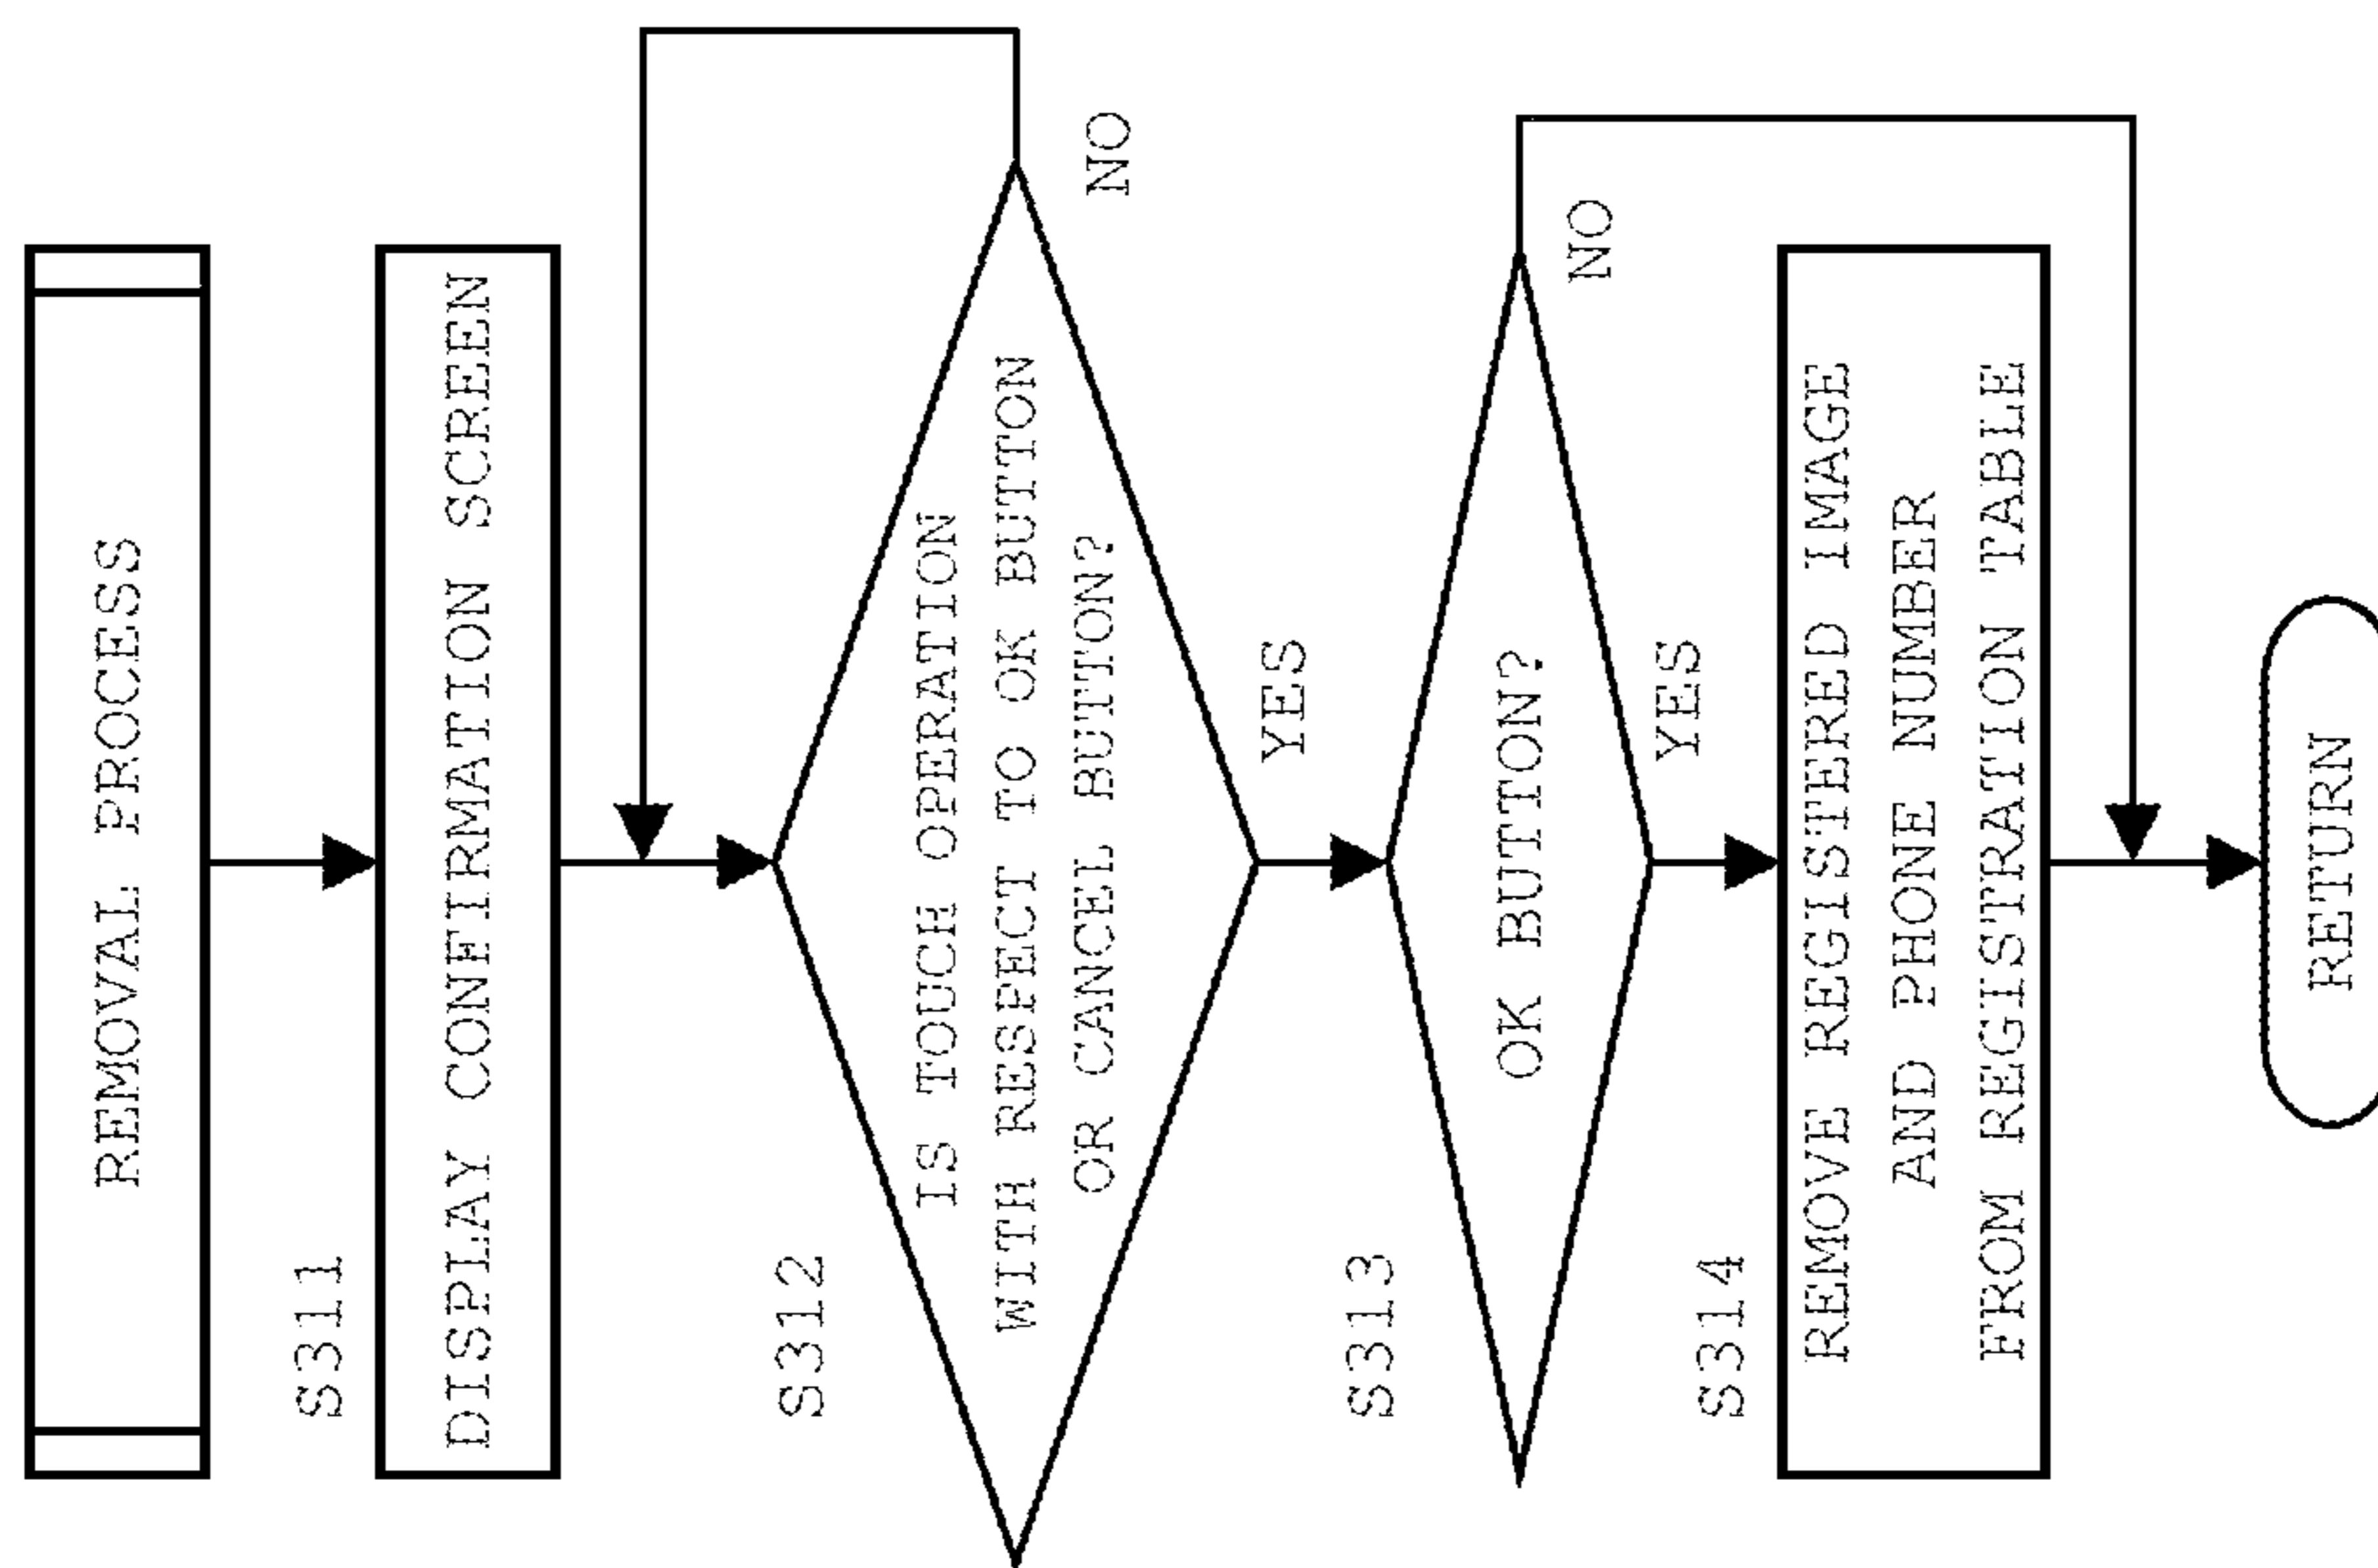 REMOVAL PROCESS
S311
DISPLAY CONFIRMATION SCREEN
S312
IS TOUCH OPERATION
WITH RESPECT TO OK BUTTON
OR CANCEL BUTTON?
NO
YES
S313
OK BUTTON?
NO
YES
S314
REMOVE REGISTERED IMAGE
AND PHONE NUMBER
FROM REGISTRATION TABLE
RETURN